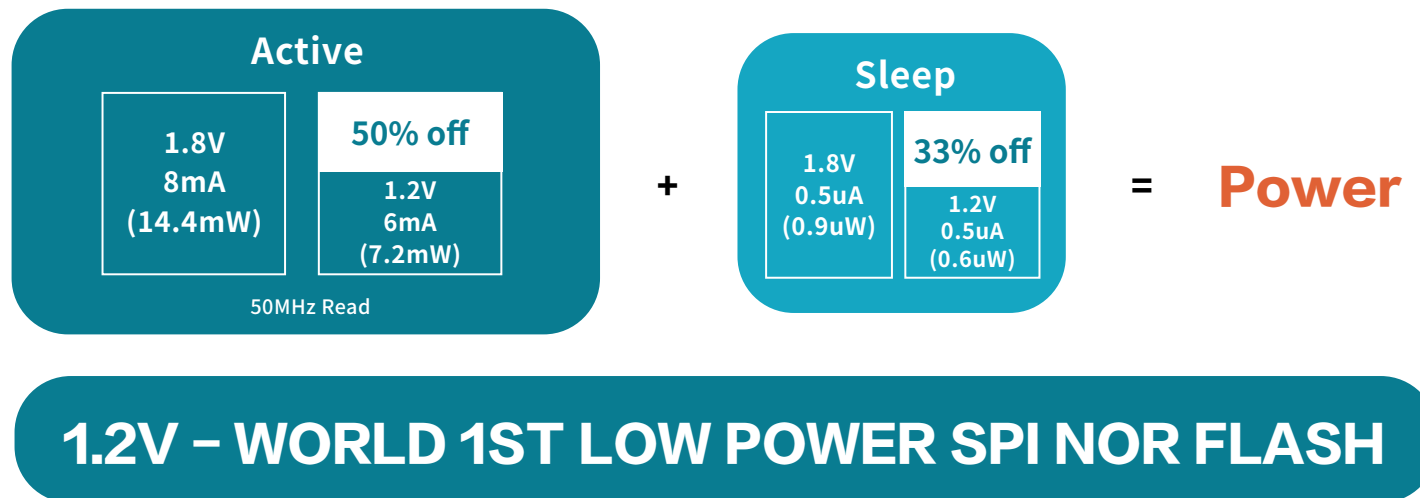 Active
1.8V
8mA
(14.4mW)
50% off
1.2V
6mA
(7.2mW)
50MHz Read
+
Sleep
1.8V
0.5uA
(0.9uW)
33% off
1.2V
0.5uA
(0.6uW)
=
Power
1.2V – WORLD 1ST LOW POWER SPI NOR FLASH